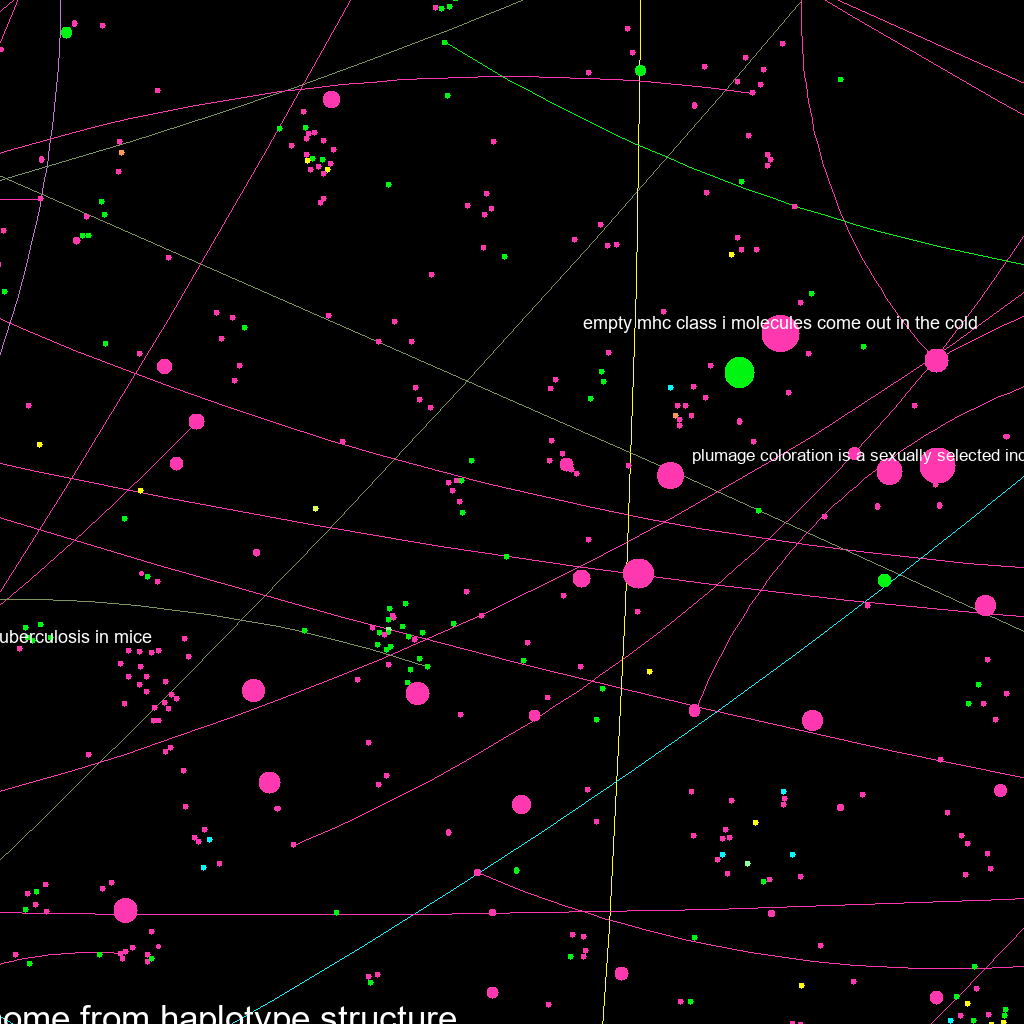 empty mhc class i molecules come out in the cold
plumage coloration is a sexually selected
uberculosis in mice
ome from haplotype structure